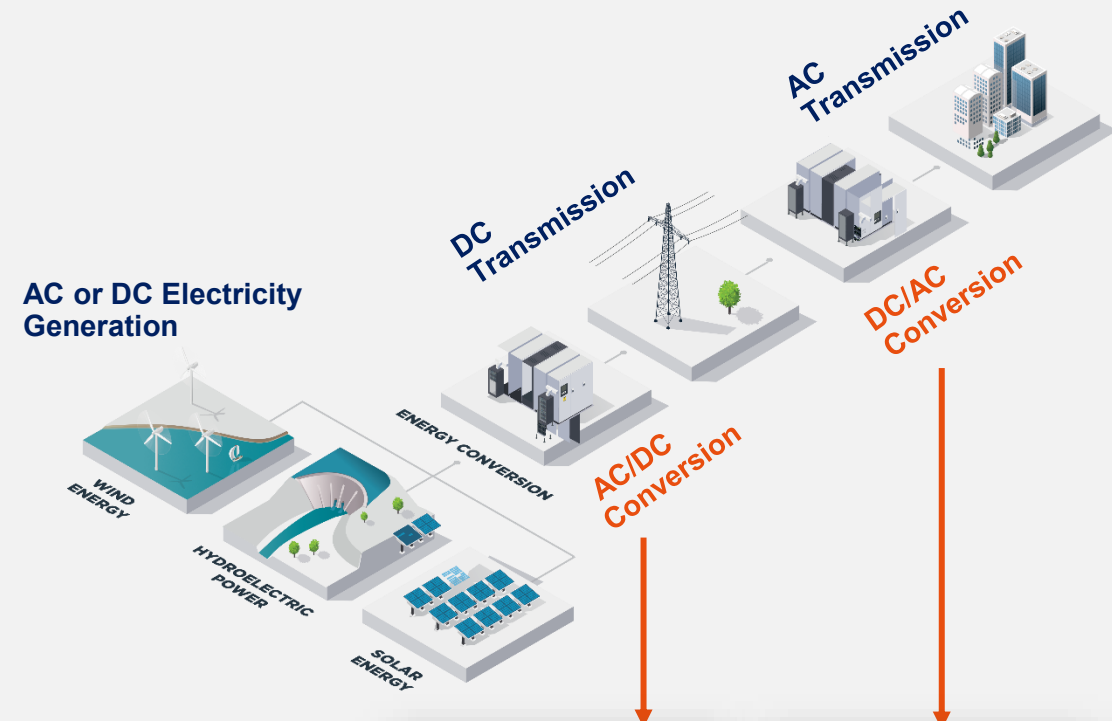 AC
Transmission
DC
Transmission
AC or DC Electricity
Generation
DC/AC
Conversion
ENERGY CONVERSION
AC/DC
Conversion
WIND
ENERGY
HYDROELECTRIC
POWER
SOLAR
ENERGY